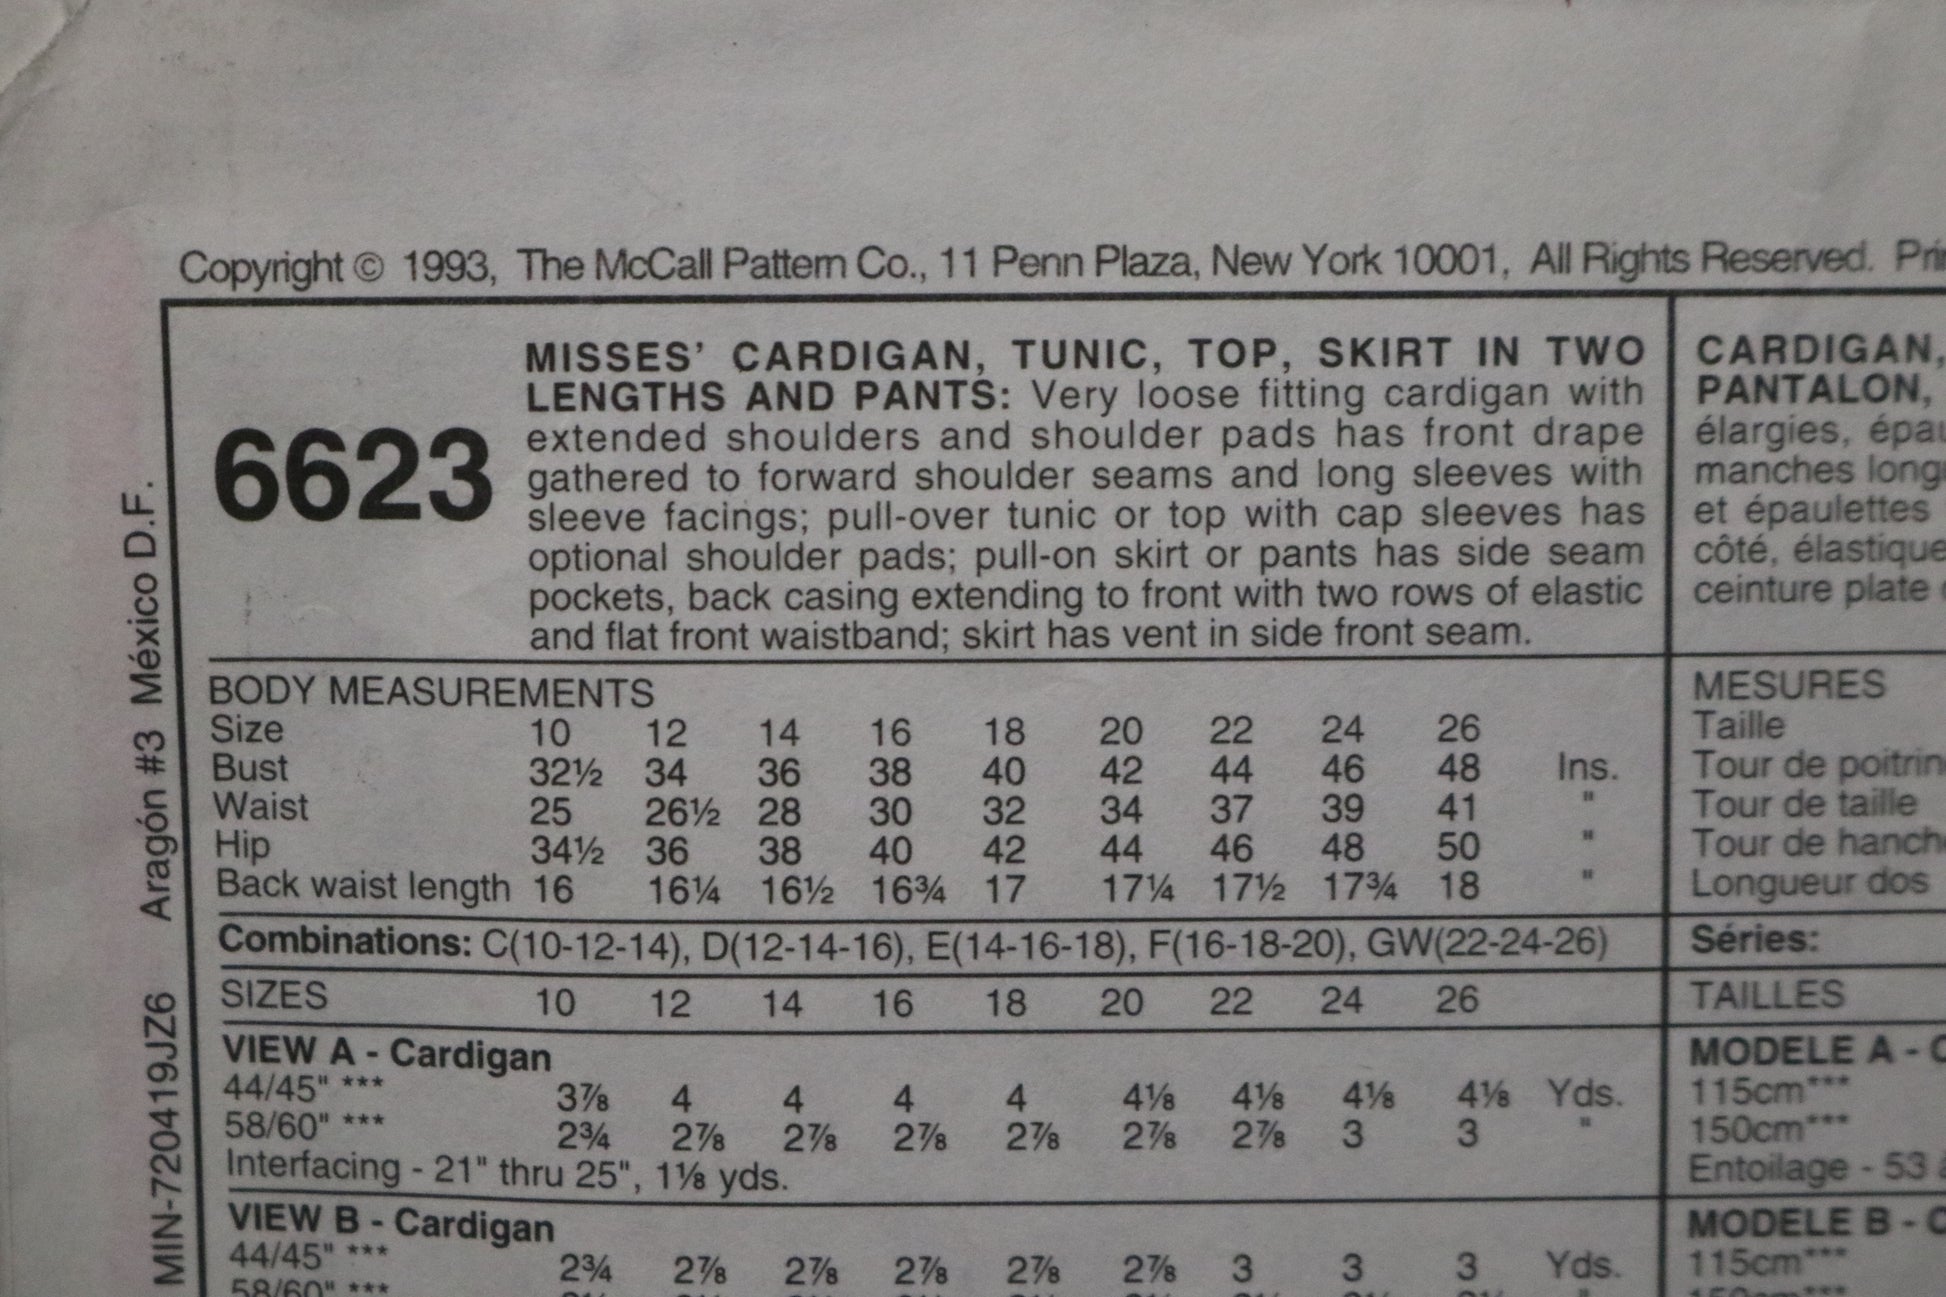 Copyright © 1993, The McCall Pattern Co., 11 Penn Plaza, New York 10001, All Rights Reserved.
6623
MISSES' CARDIGAN, TUNIC, TOP, SKIRT IN TWO
LENGTHS AND PANTS: Very loose fitting cardigan with
extended shoulders and shoulder pads has front drape
gathered to forward shoulder seams and long sleeves with
sleeve facings; pull-over tunic or top with cap sleeves has
optional shoulder pads; pull-on skirt or pants has side seam
pockets, back casing extending to front with two rows of elastic
and flat front waistband; skirt has vent in side front seam.
BODY MEASUREMENTS
Size 10 12 14 16 18 20 22 24 26
Bust 32½ 34 36 38 40 42 44 46 48 Ins.
Waist 25 26½ 28 30 32 34 37 39 41 "
Hip 34½ 36 38 40 42 44 46 48 50 "
Back waist length 16 16¼ 16½ 16¾ 17 17¼ 17½ 17¾ 18 "
Combinations: C(10-12-14), D(12-14-16), E(14-16-18), F(16-18-20), GW(22-24-26)
SIZES 10 12 14 16 18 20 22 24 26
VIEW A - Cardigan
44/45" *** 3⅞ 4 4 4 4 4⅛ 4⅛ 4⅛ 4⅛ Yds.
58/60" *** 2¾ 2⅞ 2⅞ 2⅞ 2⅞ 2⅞ 2⅞ 3 3 "
Interfacing - 21" thru 25", 1⅛ yds.
VIEW B - Cardigan
44/45" *** 2¾ 2⅞ 2⅞ 2⅞ 2⅞ 2⅞ 3 3 3 Yds.
58/60" ***
CARDIGAN,
PANTALON,
élargies,
manches
et épaulettes
côté, élastique
ceinture plate
MESURES
Taille
Tour de
Tour de taille
Tour de
Longueur dos
Séries:
TAILLES
MODELE A -
115cm***
150cm***
Entoilage - 53
MODELE B -
115cm***
150cm***
MIN-720419JZ6 Aragón #3 México D.F.